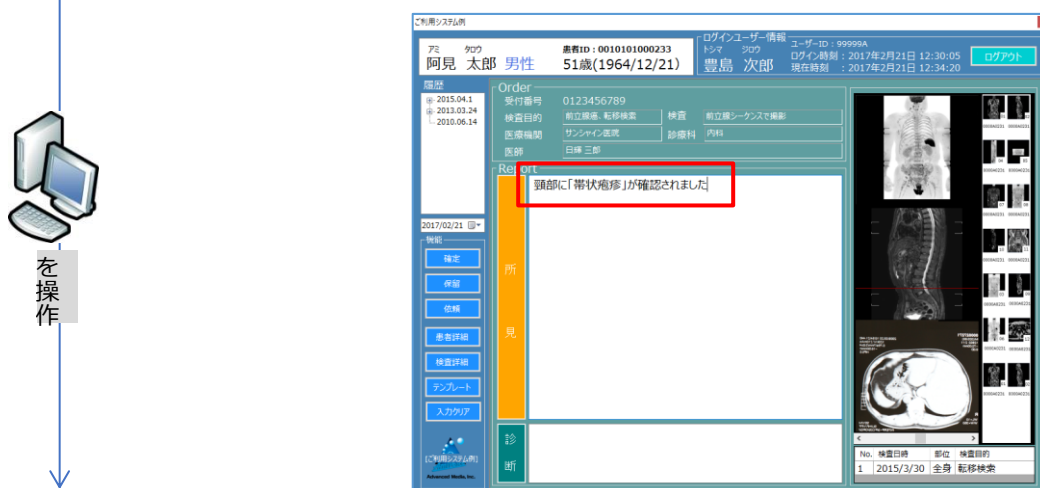 ご利用システム例
アミ タロウ
阿見 太郎 男性
患者ID：0010101000233
51歳(1964/12/21)
ログインユーザー情報
トシマ ジロウ
豊島 次郎
ユーザーID：99999A
ログイン時刻：2017年2月21日 12:30:05
現在時刻：2017年2月21日 12:34:20
ログアウト
履歴
2015.04.1
2013.03.24
2010.06.14
2017/02/21
機能
確定
保留
依頼
患者詳細
検査詳細
テンプレート
入力クリア
[ご利用システム例]
Advanced Media, Inc.
Order
受付番号 0123456789
検査目的 前立腺癌、転移検索 検査 前立腺シーケンスで撮影
医療機関 サンシャイン医院 診療科 内科
医師 日輝 三郎
Report
所見
頸部に「帯状疱疹」が確認されました
診断
No. 検査日時 部位 検査目的
1 2015/3/30 全身 転移検索
を操作